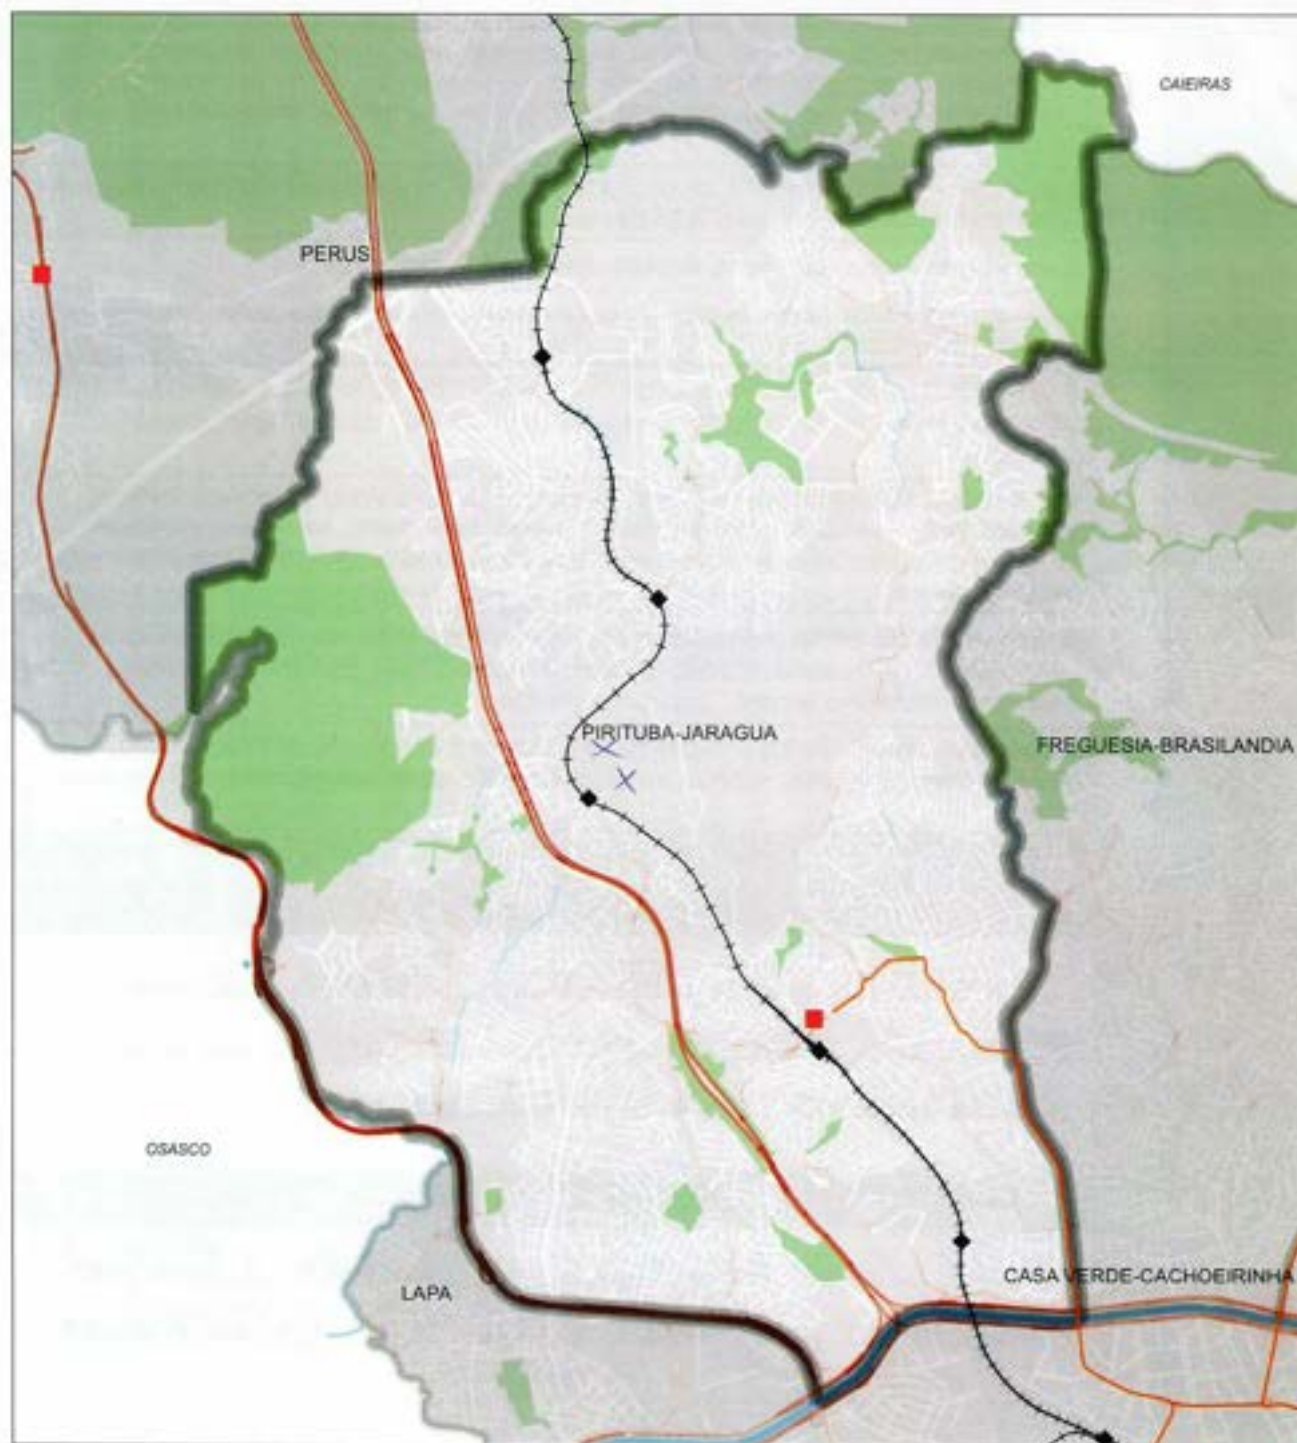 CAIEIRAS
PERUS
PIRITUBA-JARAGUA
FREGUESIA-BRASILANDIA
OSASCO
CASA VERDE-CACHOEIRINHA
LAPA